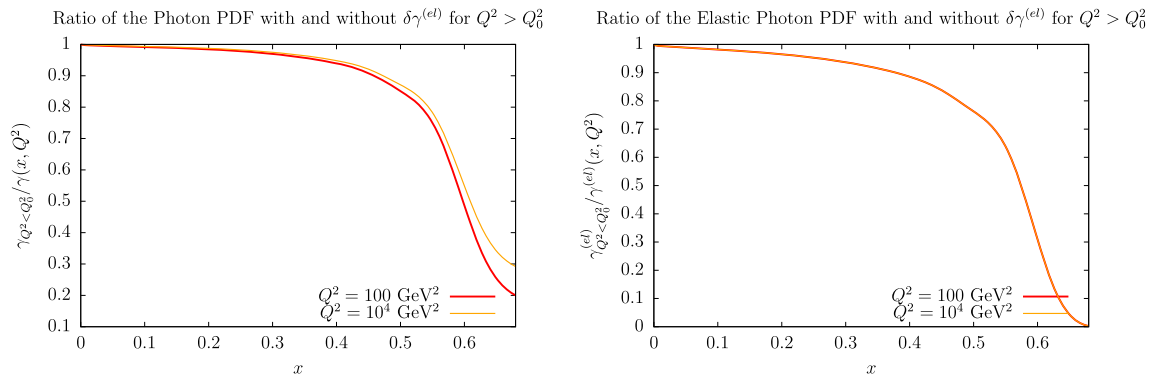 Ratio of the Photon PDF with and without δγ^(el) for Q² > Q₀²
1
0.9
0.8
0.7
0.6
0.5
0.4
0.3
0.2
0.1
γ_{Q²<Q₀²}/γ(x, Q²)
Q² = 100 GeV²
Q² = 10⁴ GeV²
0 0.1 0.2 0.3 0.4 0.5 0.6
x
Ratio of the Elastic Photon PDF with and without δγ^(el) for Q² > Q₀²
1
0.9
0.8
0.7
0.6
0.5
0.4
0.3
0.2
0.1
0
γ^(el)_{Q²<Q₀²}/γ^(el)(x, Q²)
Q² = 100 GeV²
Q² = 10⁴ GeV²
0 0.1 0.2 0.3 0.4 0.5 0.6
x